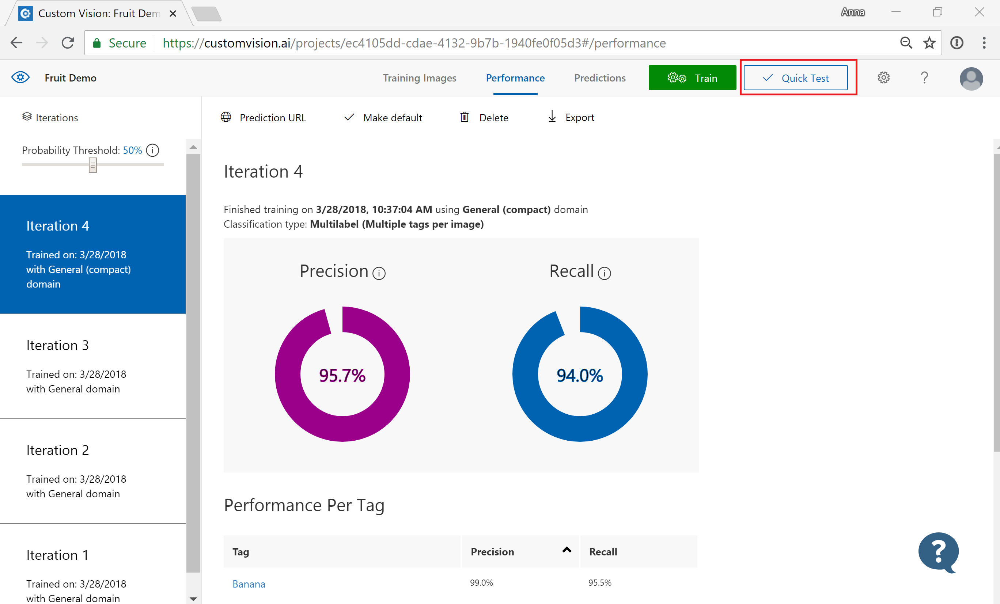 Custom Vision: Fruit Dem
Anna
Secure
https://customvision.ai/projects/ec4105dd-cdae-4132-9b7b-1940fe0f05d3#/performance
Fruit Demo
Training Images
Performance
Predictions
Train
Quick Test
?
Iterations
Prediction URL
Make default
Delete
Export
Probability Threshold: 50%
Iteration 4
Trained on: 3/28/2018
with General (compact)
domain
Iteration 3
Trained on: 3/28/2018
with General domain
Iteration 2
Trained on: 3/28/2018
with General domain
Iteration 1
Trained on: 3/28/2018
with General domain
Iteration 4
Finished training on 3/28/2018, 10:37:04 AM using General (compact) domain
Classification type: Multilabel (Multiple tags per image)
Precision
Recall
95.7%
94.0%
Performance Per Tag
Tag
Precision
Recall
Banana
99.0%
95.5%
?